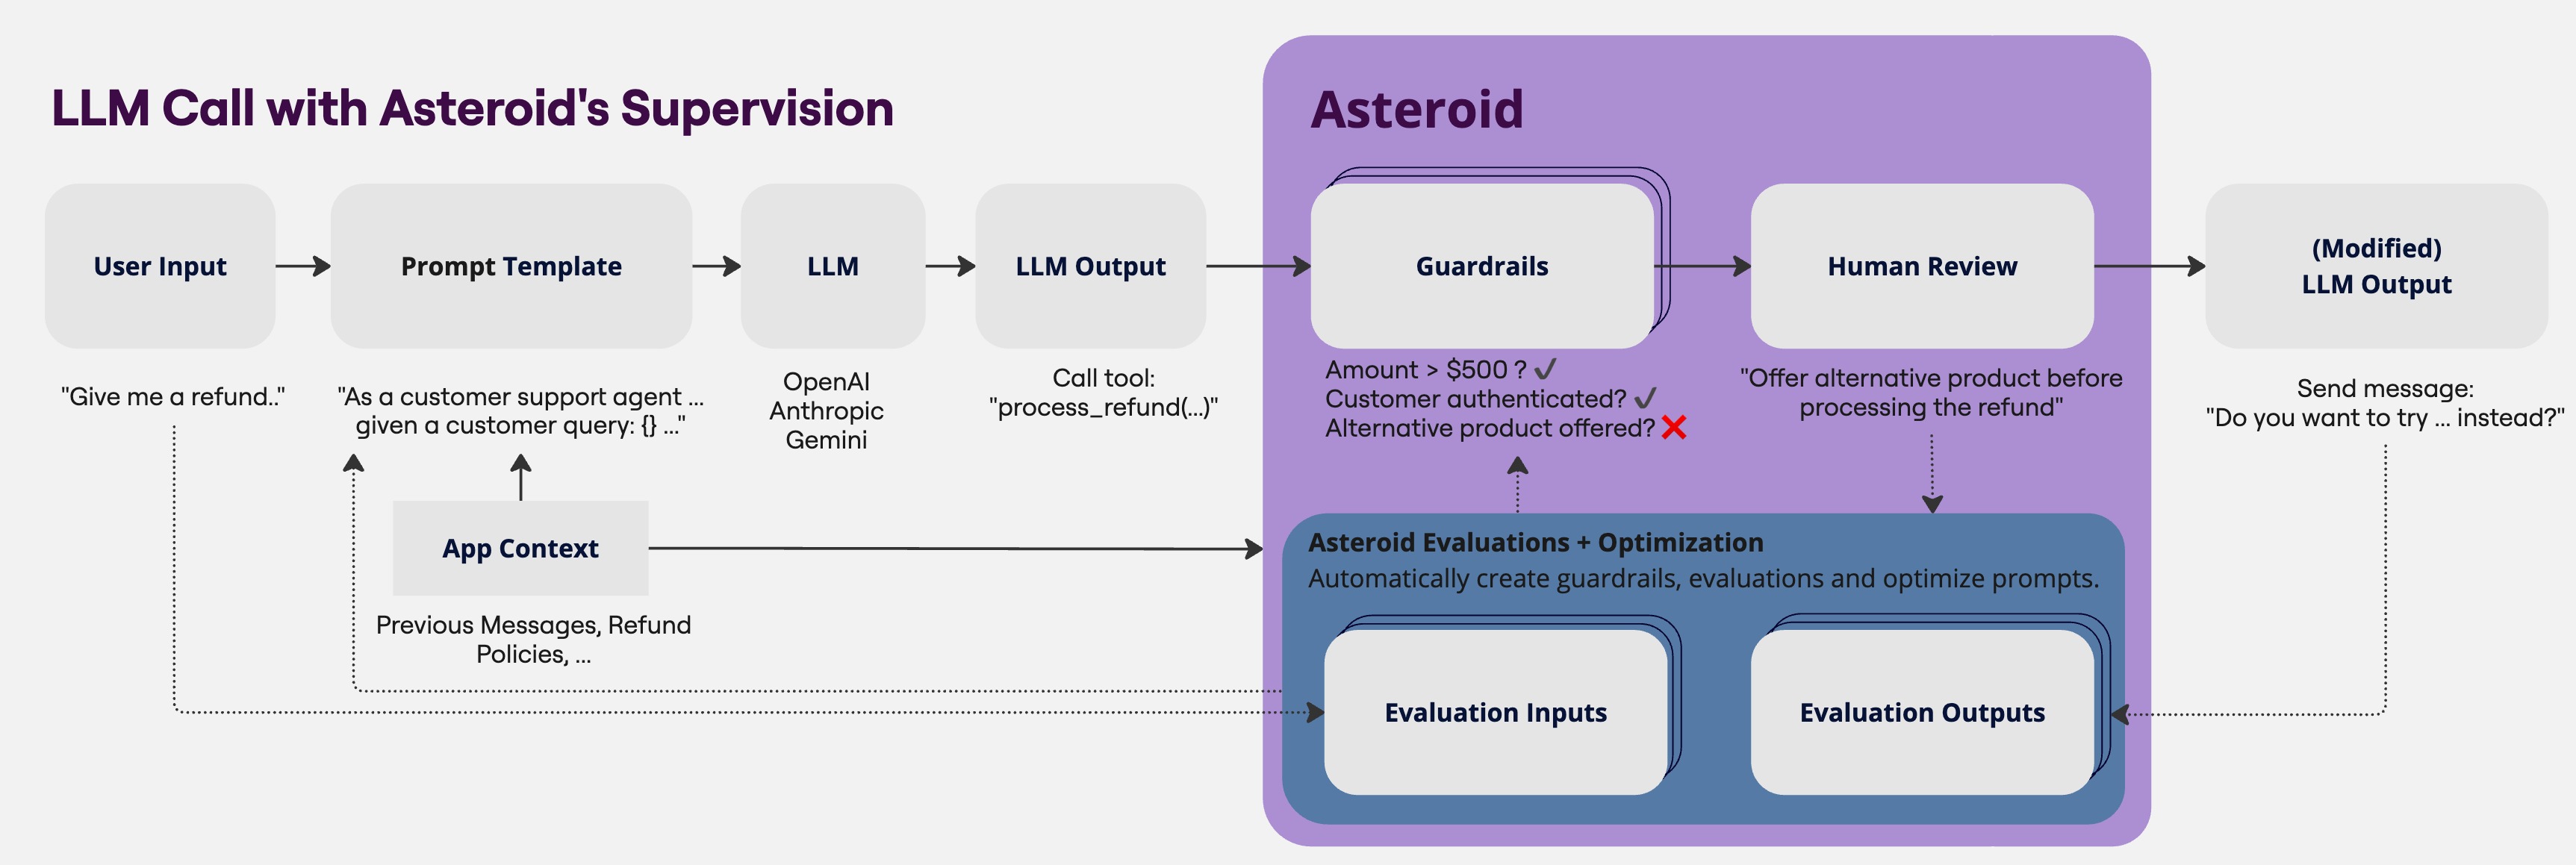 LLM Call with Asteroid's Supervision
Asteroid
User Input
Prompt Template
LLM
LLM Output
Guardrails
Human Review
(Modified)
LLM Output
"Give me a refund.."
"As a customer support agent ...
given a customer query: {} ..."
OpenAI
Anthropic
Gemini
Call tool:
"process_refund(...)"
Amount > $500 ? ✔
Customer authenticated? ✔
Alternative product offered? ❌
"Offer alternative product before
processing the refund"
Send message:
"Do you want to try ... instead?"
App Context
Previous Messages, Refund
Policies, ...
Asteroid Evaluations + Optimization
Automatically create guardrails, evaluations and optimize prompts.
Evaluation Inputs
Evaluation Outputs